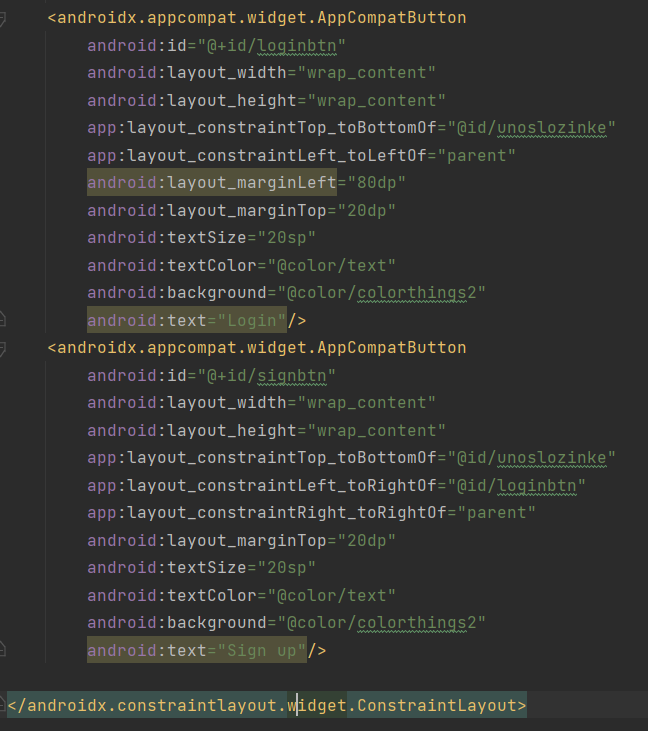 <androidx.appcompat.widget.AppCompatButton
android:id="@+id/loginbtn"
android:layout_width="wrap_content"
android:layout_height="wrap_content"
app:layout_constraintTop_toBottomOf="@id/unoslozinke"
app:layout_constraintLeft_toLeftOf="parent"
android:layout_marginLeft="80dp"
android:layout_marginTop="20dp"
android:textSize="20sp"
android:textColor="@color/text"
android:background="@color/colorthings2"
android:text="Login"/>
<androidx.appcompat.widget.AppCompatButton
android:id="@+id/signbtn"
android:layout_width="wrap_content"
android:layout_height="wrap_content"
app:layout_constraintTop_toBottomOf="@id/unoslozinke"
app:layout_constraintLeft_toRightOf="@id/loginbtn"
app:layout_constraintRight_toRightOf="parent"
android:layout_marginTop="20dp"
android:textSize="20sp"
android:textColor="@color/text"
android:background="@color/colorthings2"
android:text="Sign up"/>
</androidx.constraintlayout.widget.ConstraintLayout>